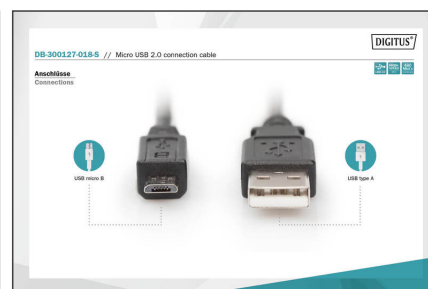 DIGITUS®
DB-300127-018-S // Micro USB 2.0 connection cable
Anschlüsse
Connections
USB micro B
USB type A